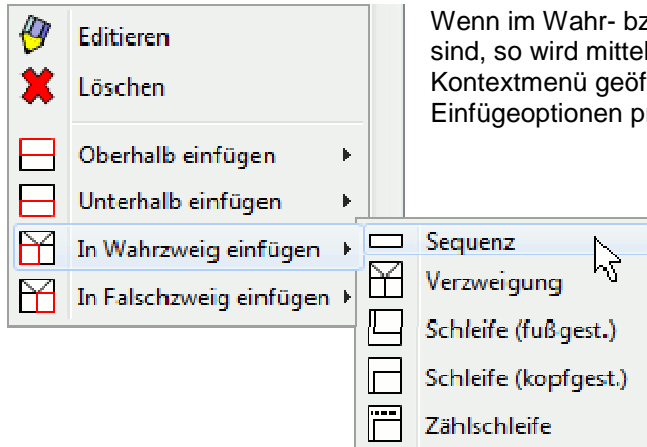 Editieren
Löschen
Oberhalb einfügen
Unterhalb einfügen
In Wahrzweig einfügen
In Falschzweig einfügen
Sequenz
Verzweigung
Schleife (fußgest.)
Schleife (kopfgest.)
Zählschleife
Wenn im Wahr- bz
sind, so wird mittel
Kontextmenü geöf
Einfügeoptionen p